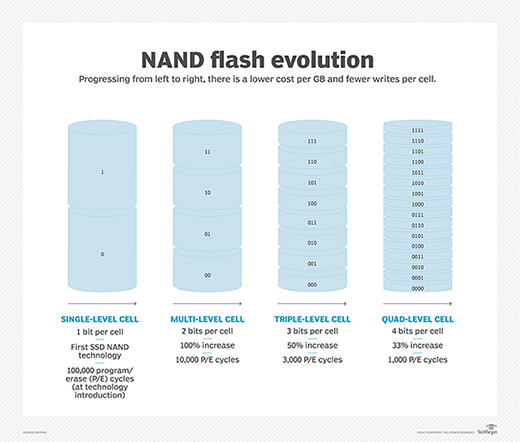 NAND flash evolution
Progressing from left to right, there is a lower cost per GB and fewer writes per cell.
1
0
11
10
01
00
111
110
101
100
011
010
001
000
1111
1110
1101
1100
1011
1010
1001
1000
0111
0110
0101
0100
0011
0010
0001
0000
SINGLE-LEVEL CELL
1 bit per cell
First SSD NAND
technology
100,000 program/
erase (P/E) cycles
(at technology
introduction)
MULTI-LEVEL CELL
2 bits per cell
100% increase
10,000 P/E cycles
TRIPLE-LEVEL CELL
3 bits per cell
50% increase
3,000 P/E cycles
QUAD-LEVEL CELL
4 bits per cell
33% increase
1,000 P/E cycles
TechTarget